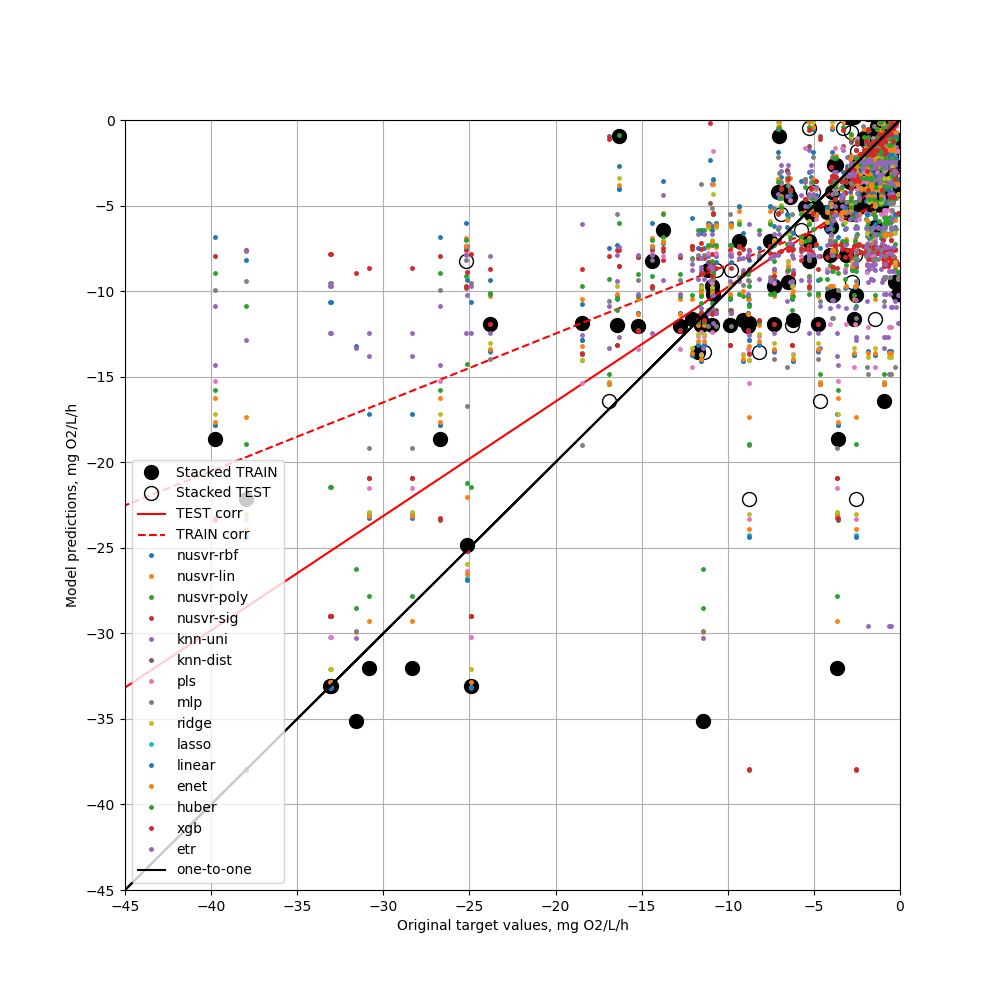 0
−5
−10
−15
−20
−25
−30
−35
−40
−45
Model predictions, mg O2/L/h
Stacked TRAIN
Stacked TEST
TEST corr
TRAIN corr
nusvr-rbf
nusvr-lin
nusvr-poly
nusvr-sig
knn-uni
knn-dist
pls
mlp
ridge
lasso
linear
enet
huber
xgb
etr
one-to-one
−45 −40 −35 −30 −25 −20 −15 −10 −5 0
Original target values, mg O2/L/h